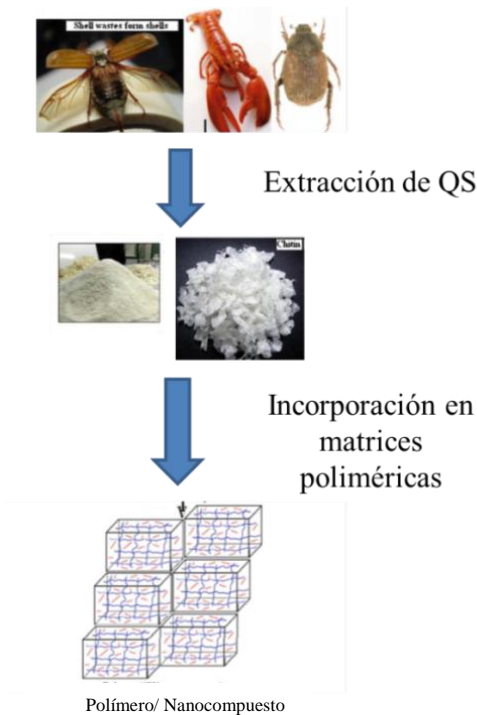 Shell wastes form shells
Extracción de QS
Chitin
Incorporación en
matrices
poliméricas
Polímero/ Nanocompuesto